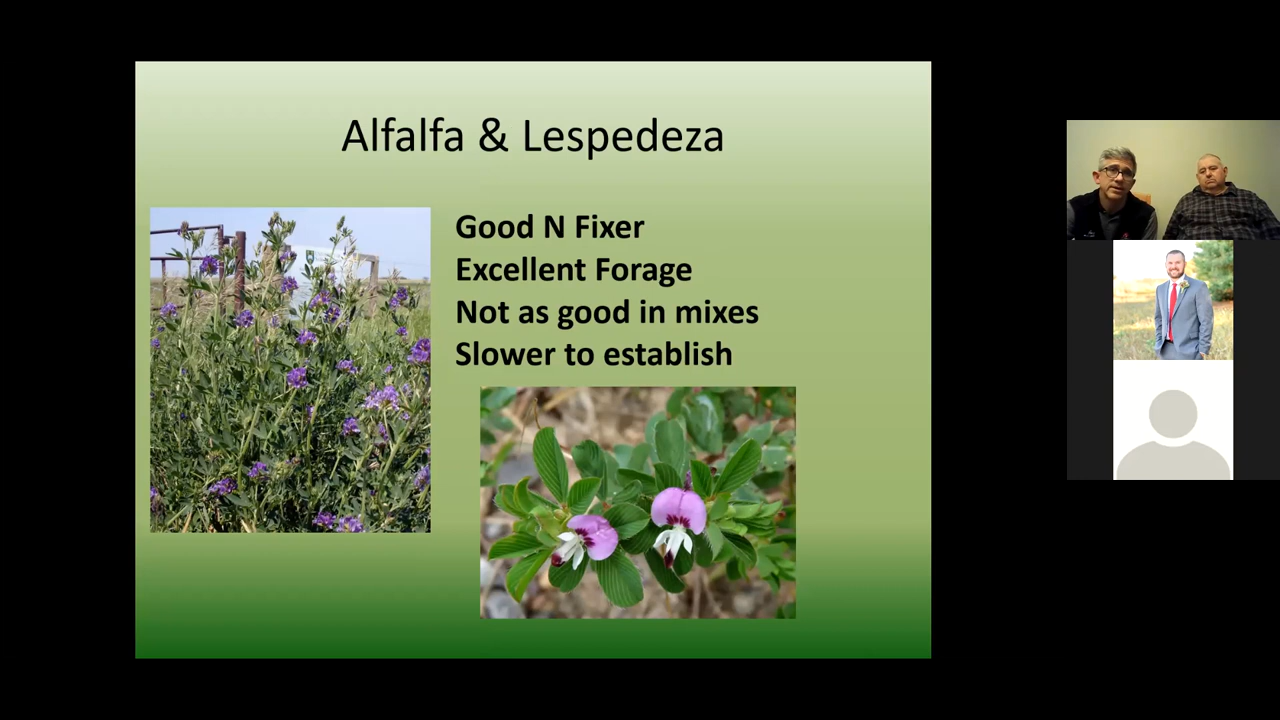 Alfalfa & Lespedeza
Good N Fixer
Excellent Forage
Not as good in mixes
Slower to establish